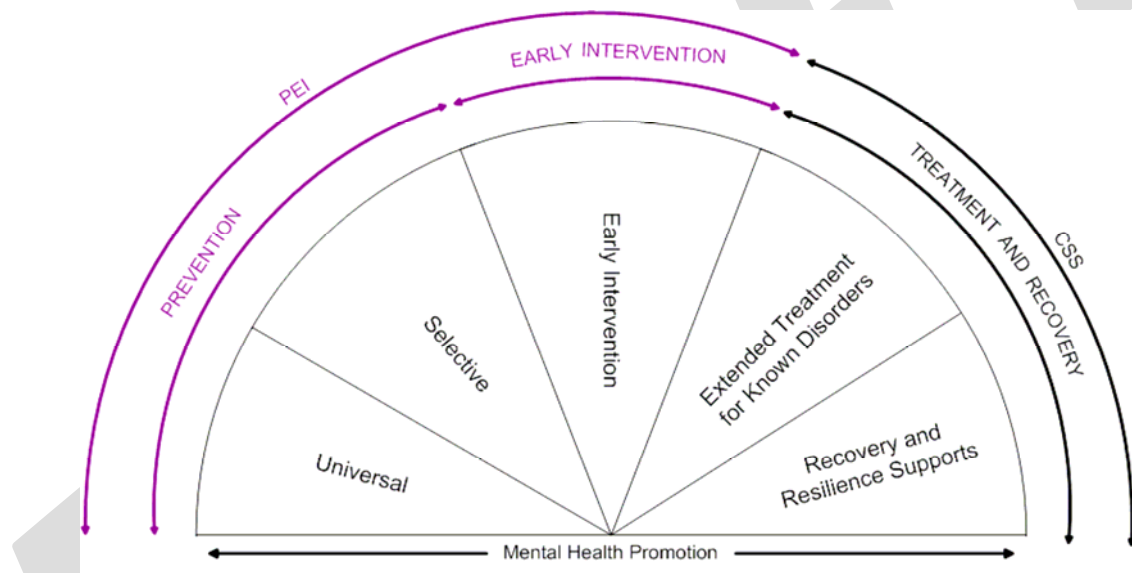 PEI
EARLY INTERVENTION
PREVENTION
TREATMENT AND RECOVERY
CSS
Universal
Selective
Early Intervention
Extended Treatment
for Known Disorders
Recovery and
Resilience Supports
Mental Health Promotion